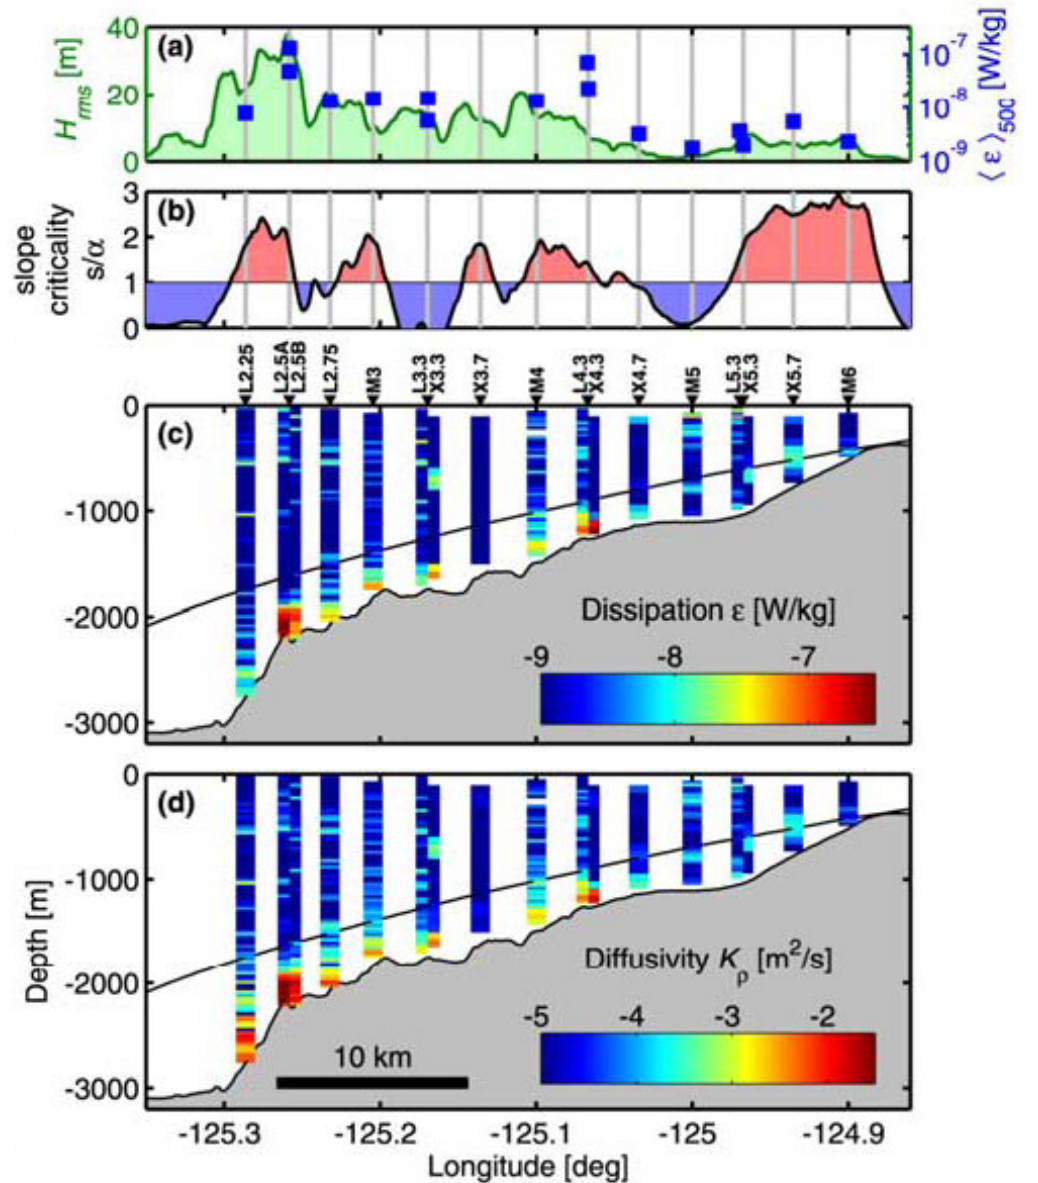 (a)
40
20
0
H_rms [m]
10^-7
10^-8
10^-9
⟨ ε ⟩_500 [W/kg]
(b)
3
2
1
0
slope
criticality
s/α
L2.25
L2.5A
L2.5B
L2.75
M3
L3.3
X3.3
X3.7
M4
L4.3
X4.3
X4.7
M5
L5.3
X5.3
X5.7
M6
(c)
0
-1000
-2000
-3000
Dissipation ε [W/kg]
-9 -8 -7
(d)
0
-1000
-2000
-3000
Depth [m]
Diffusivity K_ρ [m²/s]
-5 -4 -3 -2
10 km
-125.3 -125.2 -125.1 -125 -124.9
Longitude [deg]